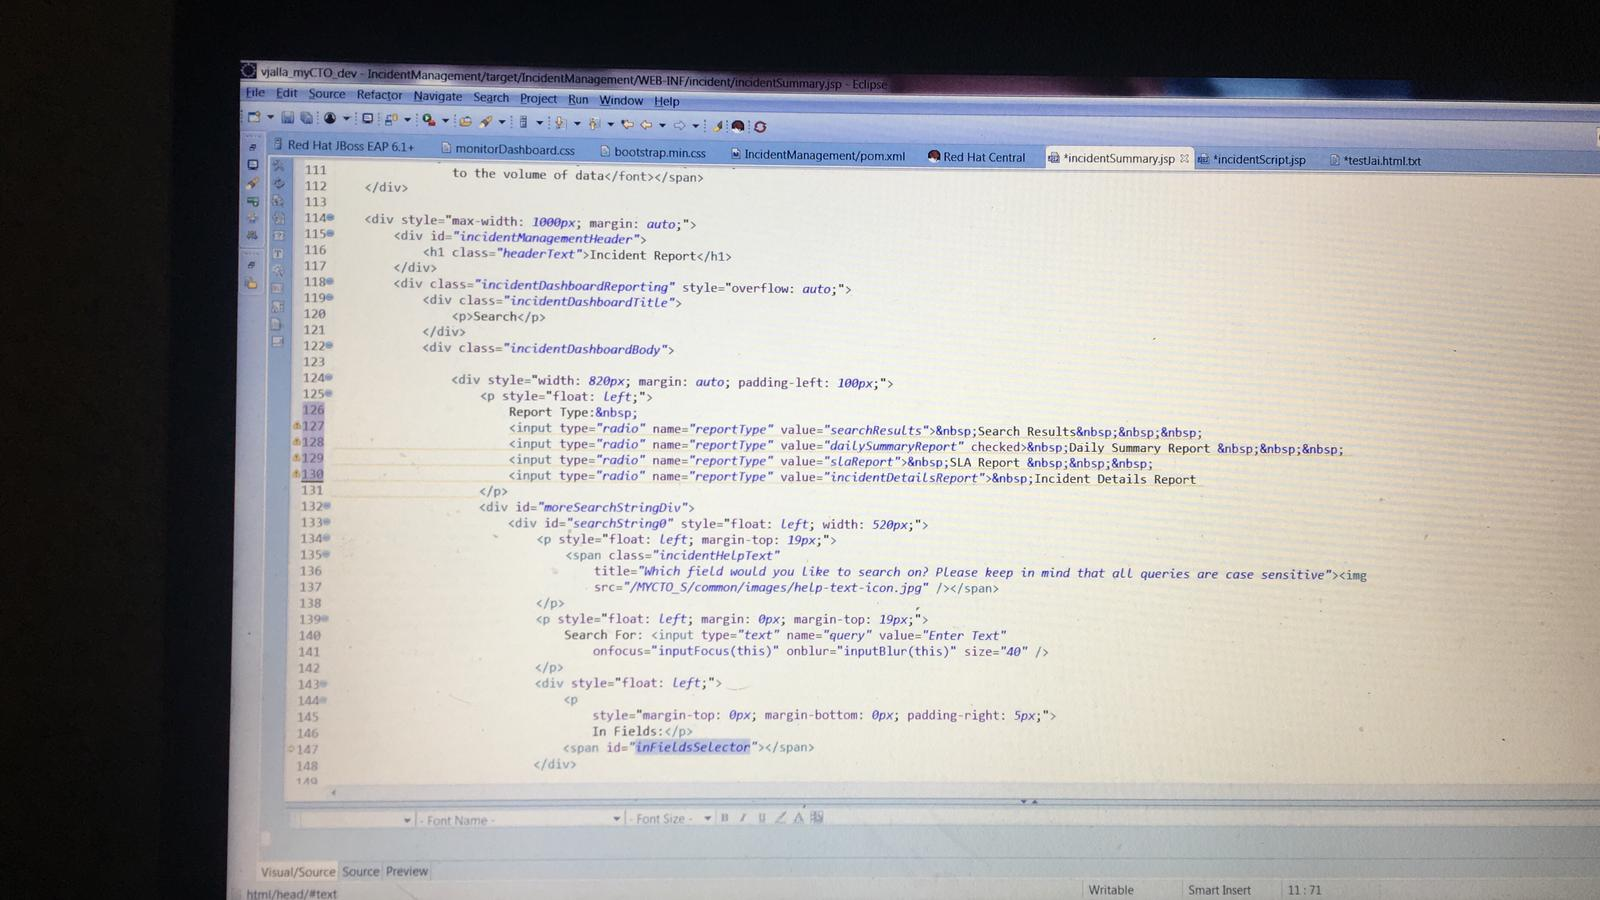 vjalla_myCTO_dev - IncidentManagement/target/IncidentManagement/WEB-INF/incident/incidentSummary.jsp - Eclipse
File Edit Source Refactor Navigate Search Project Run Window Help
Red Hat JBoss EAP 6.1+ monitorDashboard.css bootstrap.min.css IncidentManagement/pom.xml Red Hat Central *incidentSummary.jsp *incidentScript.jsp *testJai.html.txt
111 to the volume of data</font></span>
112 </div>
113
114 <div style="max-width: 1000px; margin: auto;">
115 <div id="incidentManagementHeader">
116 <h1 class="headerText">Incident Report</h1>
117 </div>
118 <div class="incidentDashboardReporting" style="overflow: auto;">
119 <div class="incidentDashboardTitle">
120 <p>Search</p>
121 </div>
122 <div class="incidentDashboardBody">
123
124 <div style="width: 820px; margin: auto; padding-left: 100px;">
125 <p style="float: left;">
126 Report Type:&nbsp;
127 <input type="radio" name="reportType" value="searchResults">&nbsp;Search Results&nbsp;&nbsp;&nbsp;
128 <input type="radio" name="reportType" value="dailySummaryReport" checked>&nbsp;Daily Summary Report &nbsp;&nbsp;&nbsp;
129 <input type="radio" name="reportType" value="slaReport">&nbsp;SLA Report &nbsp;&nbsp;&nbsp;
130 <input type="radio" name="reportType" value="incidentDetailsReport">&nbsp;Incident Details Report
131 </p>
132 <div id="moreSearchStringDiv">
133 <div id="searchString0" style="float: left; width: 520px;">
134 <p style="float: left; margin-top: 19px;">
135 <span class="incidentHelpText"
136 title="Which field would you like to search on? Please keep in mind that all queries are case sensitive"><img
137 src="/MYCTO_S/common/images/help-text-icon.jpg" /></span>
138 </p>
139 <p style="float: left; margin: 0px; margin-top: 19px;">
140 Search For: <input type="text" name="query" value="Enter Text"
141 onfocus="inputFocus(this)" onblur="inputBlur(this)" size="40" />
142 </p>
143 <div style="float: left;">
144 <p
145 style="margin-top: 0px; margin-bottom: 0px; padding-right: 5px;">
146 In Fields:</p>
147 <span id="inFieldsSelector"></span>
148 </div>
149
- Font Name - - Font Size - B I U A
Visual/Source Source Preview
html/head/#text Writable Smart Insert 11 : 71